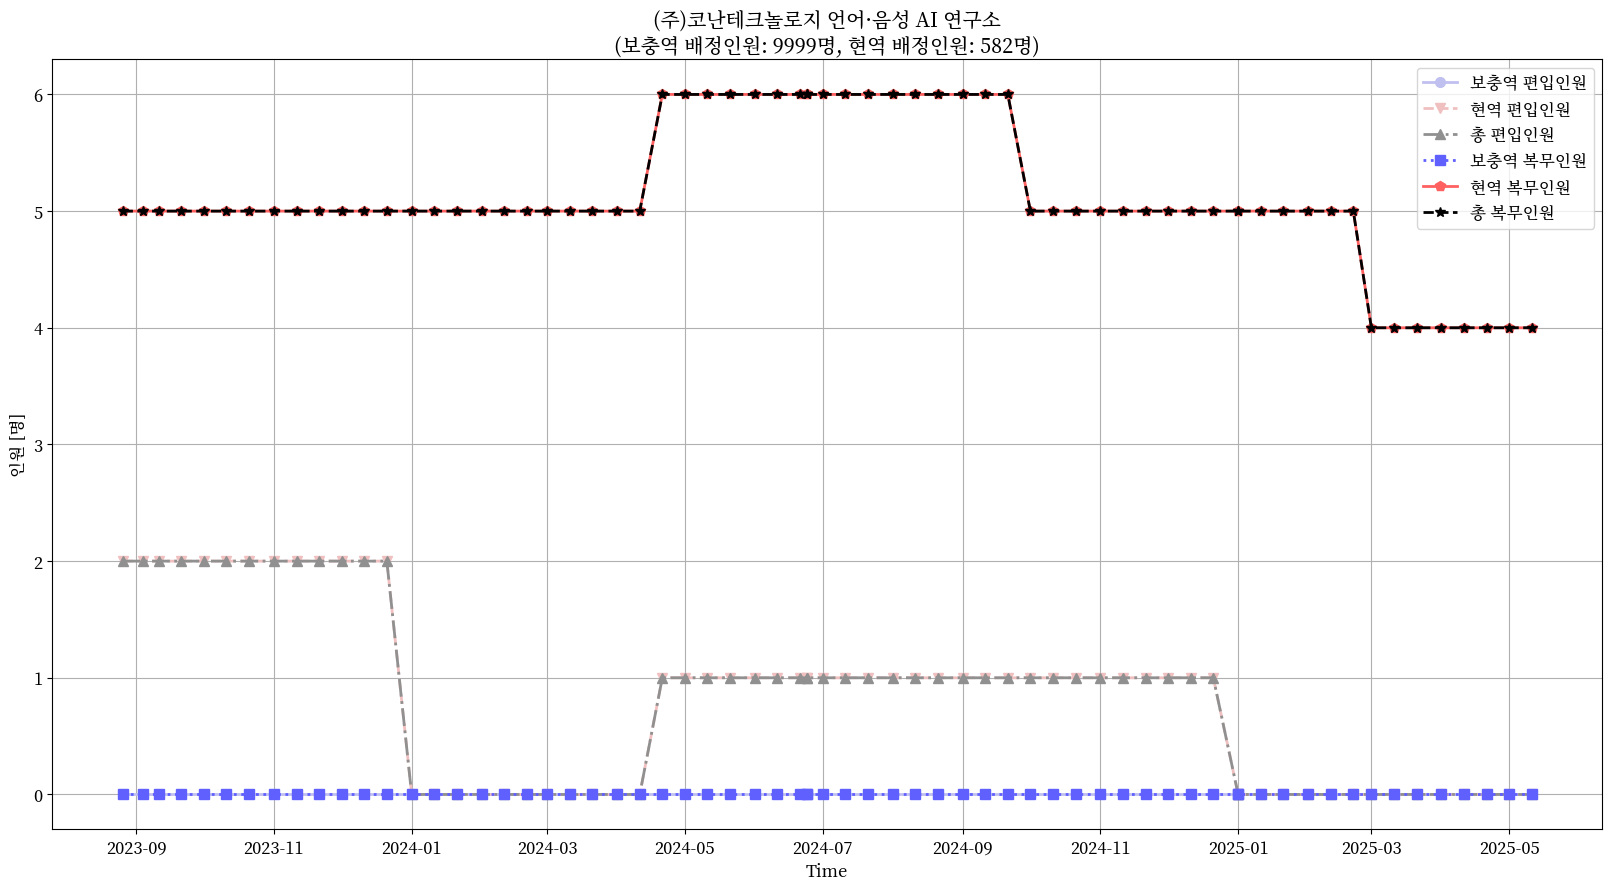 (주)코난테크놀로지 언어·음성 AI 연구소
(보충역 배정인원: 9999명, 현역 배정인원: 582명)
보충역 편입인원
현역 편입인원
총 편입인원
보충역 복무인원
현역 복무인원
총 복무인원
인원 [명]
6
5
4
3
2
1
0
2023-09
2023-11
2024-01
2024-03
2024-05
2024-07
2024-09
2024-11
2025-01
2025-03
2025-05
Time